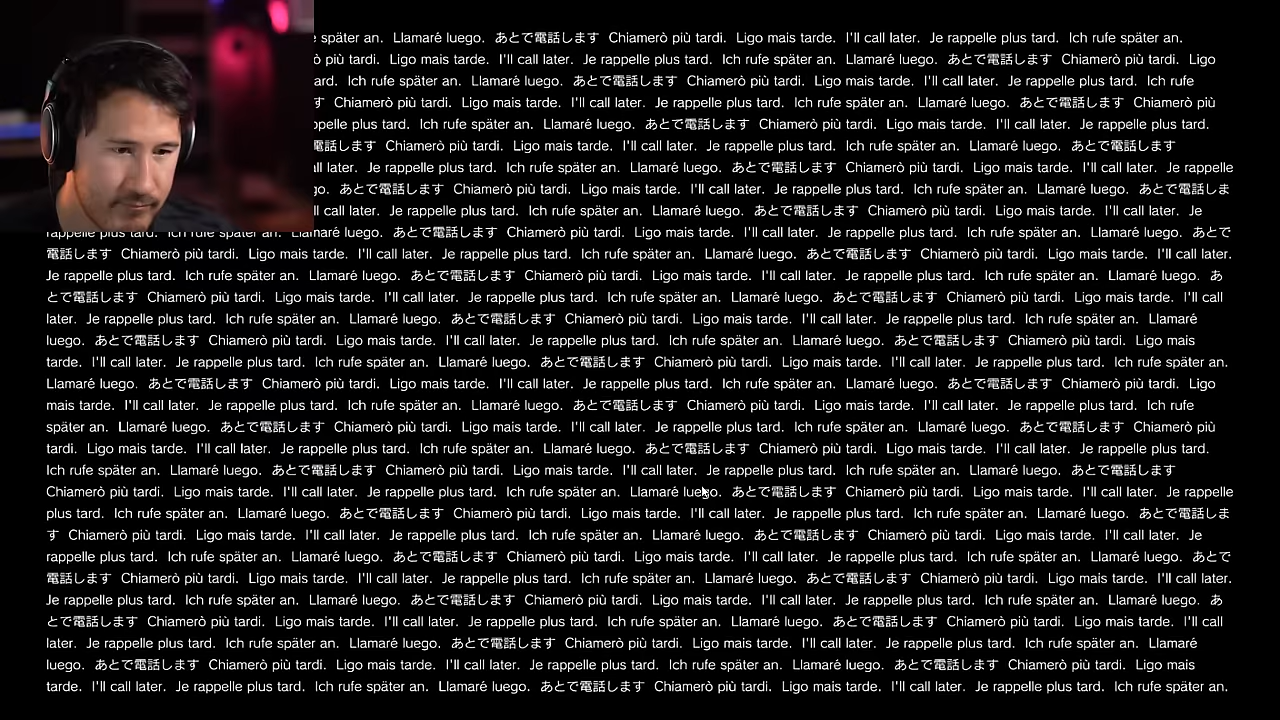 später an. Llamaré luego. あとで電話します Chiamerò più tardi. Ligo mais tarde. I'll call later. Je rappelle plus tard. Ich rufe später an.
più tardi. Ligo mais tarde. I'll call later. Je rappelle plus tard. Ich rufe später an. Llamaré luego. あとで電話します Chiamerò più tardi. Ligo
Ich rufe später an. Llamaré luego. あとで電話します Chiamerò più tardi. Ligo mais tarde. I'll call later. Je rappelle plus tard. Ich rufe
す Chiamerò più tardi. Ligo mais tarde. I'll call later. Je rappelle plus tard. Ich rufe später an. Llamaré luego. あとで電話します Chiamerò più
plus tard. Ich rufe später an. Llamaré luego. あとで電話します Chiamerò più tardi. Ligo mais tarde. I'll call later. Je rappelle plus tard.
電話します Chiamerò più tardi. Ligo mais tarde. I'll call later. Je rappelle plus tard. Ich rufe später an. Llamaré luego. あとで電話します
later. Je rappelle plus tard. Ich rufe später an. Llamaré luego. あとで電話します Chiamerò più tardi. Ligo mais tarde. I'll call later. Je rappelle
あとで電話します Chiamerò più tardi. Ligo mais tarde. I'll call later. Je rappelle plus tard. Ich rufe später an. Llamaré luego. あとで電話しま
call later. Je rappelle plus tard. Ich rufe später an. Llamaré luego. あとで電話します Chiamerò più tardi. Ligo mais tarde. I'll call later. Je
rappelle plus tard. Ich rufe später an. Llamaré luego. あとで電話します Chiamerò più tardi. Ligo mais tarde. I'll call later. Je rappelle plus tard. Ich rufe später an. Llamaré luego. あとで
電話します Chiamerò più tardi. Ligo mais tarde. I'll call later. Je rappelle plus tard. Ich rufe später an. Llamaré luego. あとで電話します Chiamerò più tardi. Ligo mais tarde. I'll call later.
Je rappelle plus tard. Ich rufe später an. Llamaré luego. あとで電話します Chiamerò più tardi. Ligo mais tarde. I'll call later. Je rappelle plus tard. Ich rufe später an. Llamaré luego. あ
とで電話します Chiamerò più tardi. Ligo mais tarde. I'll call later. Je rappelle plus tard. Ich rufe später an. Llamaré luego. あとで電話します Chiamerò più tardi. Ligo mais tarde. I'll call
later. Je rappelle plus tard. Ich rufe später an. Llamaré luego. あとで電話します Chiamerò più tardi. Ligo mais tarde. I'll call later. Je rappelle plus tard. Ich rufe später an. Llamaré
luego. あとで電話します Chiamerò più tardi. Ligo mais tarde. I'll call later. Je rappelle plus tard. Ich rufe später an. Llamaré luego. あとで電話します Chiamerò più tardi. Ligo mais
tarde. I'll call later. Je rappelle plus tard. Ich rufe später an. Llamaré luego. あとで電話します Chiamerò più tardi. Ligo mais tarde. I'll call later. Je rappelle plus tard. Ich rufe später an.
Llamaré luego. あとで電話します Chiamerò più tardi. Ligo mais tarde. I'll call later. Je rappelle plus tard. Ich rufe später an. Llamaré luego. あとで電話します Chiamerò più tardi. Ligo
mais tarde. I'll call later. Je rappelle plus tard. Ich rufe später an. Llamaré luego. あとで電話します Chiamerò più tardi. Ligo mais tarde. I'll call later. Je rappelle plus tard. Ich rufe
später an. Llamaré luego. あとで電話します Chiamerò più tardi. Ligo mais tarde. I'll call later. Je rappelle plus tard. Ich rufe später an. Llamaré luego. あとで電話します Chiamerò più
tardi. Ligo mais tarde. I'll call later. Je rappelle plus tard. Ich rufe später an. Llamaré luego. あとで電話します Chiamerò più tardi. Ligo mais tarde. I'll call later. Je rappelle plus tard.
Ich rufe später an. Llamaré luego. あとで電話します Chiamerò più tardi. Ligo mais tarde. I'll call later. Je rappelle plus tard. Ich rufe später an. Llamaré luego. あとで電話します
Chiamerò più tardi. Ligo mais tarde. I'll call later. Je rappelle plus tard. Ich rufe später an. Llamaré luego. あとで電話します Chiamerò più tardi. Ligo mais tarde. I'll call later. Je rappelle
plus tard. Ich rufe später an. Llamaré luego. あとで電話します Chiamerò più tardi. Ligo mais tarde. I'll call later. Je rappelle plus tard. Ich rufe später an. Llamaré luego. あとで電話しま
す Chiamerò più tardi. Ligo mais tarde. I'll call later. Je rappelle plus tard. Ich rufe später an. Llamaré luego. あとで電話します Chiamerò più tardi. Ligo mais tarde. I'll call later. Je
rappelle plus tard. Ich rufe später an. Llamaré luego. あとで電話します Chiamerò più tardi. Ligo mais tarde. I'll call later. Je rappelle plus tard. Ich rufe später an. Llamaré luego. あとで
電話します Chiamerò più tardi. Ligo mais tarde. I'll call later. Je rappelle plus tard. Ich rufe später an. Llamaré luego. あとで電話します Chiamerò più tardi. Ligo mais tarde. I'll call later.
Je rappelle plus tard. Ich rufe später an. Llamaré luego. あとで電話します Chiamerò più tardi. Ligo mais tarde. I'll call later. Je rappelle plus tard. Ich rufe später an. Llamaré luego. あ
とで電話します Chiamerò più tardi. Ligo mais tarde. I'll call later. Je rappelle plus tard. Ich rufe später an. Llamaré luego. あとで電話します Chiamerò più tardi. Ligo mais tarde. I'll call
later. Je rappelle plus tard. Ich rufe später an. Llamaré luego. あとで電話します Chiamerò più tardi. Ligo mais tarde. I'll call later. Je rappelle plus tard. Ich rufe später an. Llamaré
luego. あとで電話します Chiamerò più tardi. Ligo mais tarde. I'll call later. Je rappelle plus tard. Ich rufe später an. Llamaré luego. あとで電話します Chiamerò più tardi. Ligo mais
tarde. I'll call later. Je rappelle plus tard. Ich rufe später an. Llamaré luego. あとで電話します Chiamerò più tardi. Ligo mais tarde. I'll call later. Je rappelle plus tard. Ich rufe später an.